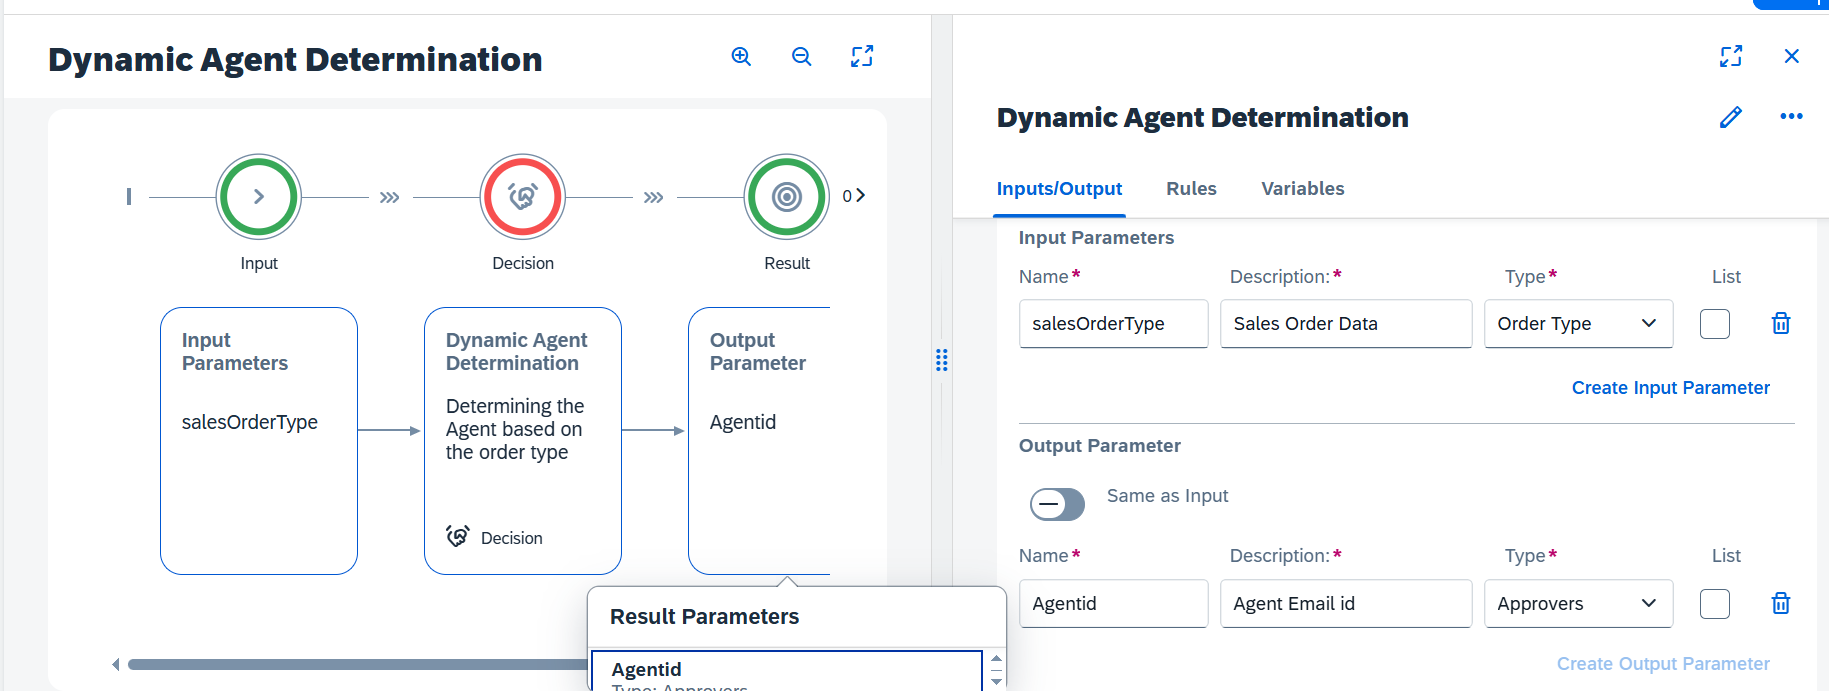 Dynamic Agent Determination
0
Input
Decision
Result
Input
Parameters
salesOrderType
Dynamic Agent
Determination
Determining the
Agent based on
the order type
Decision
Output
Parameter
Agentid
Result Parameters
Agentid
Type: Approvers
Dynamic Agent Determination
Inputs/Output Rules Variables
Input Parameters
Name* Description:* Type* List
salesOrderType Sales Order Data Order Type
Create Input Parameter
Output Parameter
Same as Input
Name* Description:* Type* List
Agentid Agent Email id Approvers
Create Output Parameter